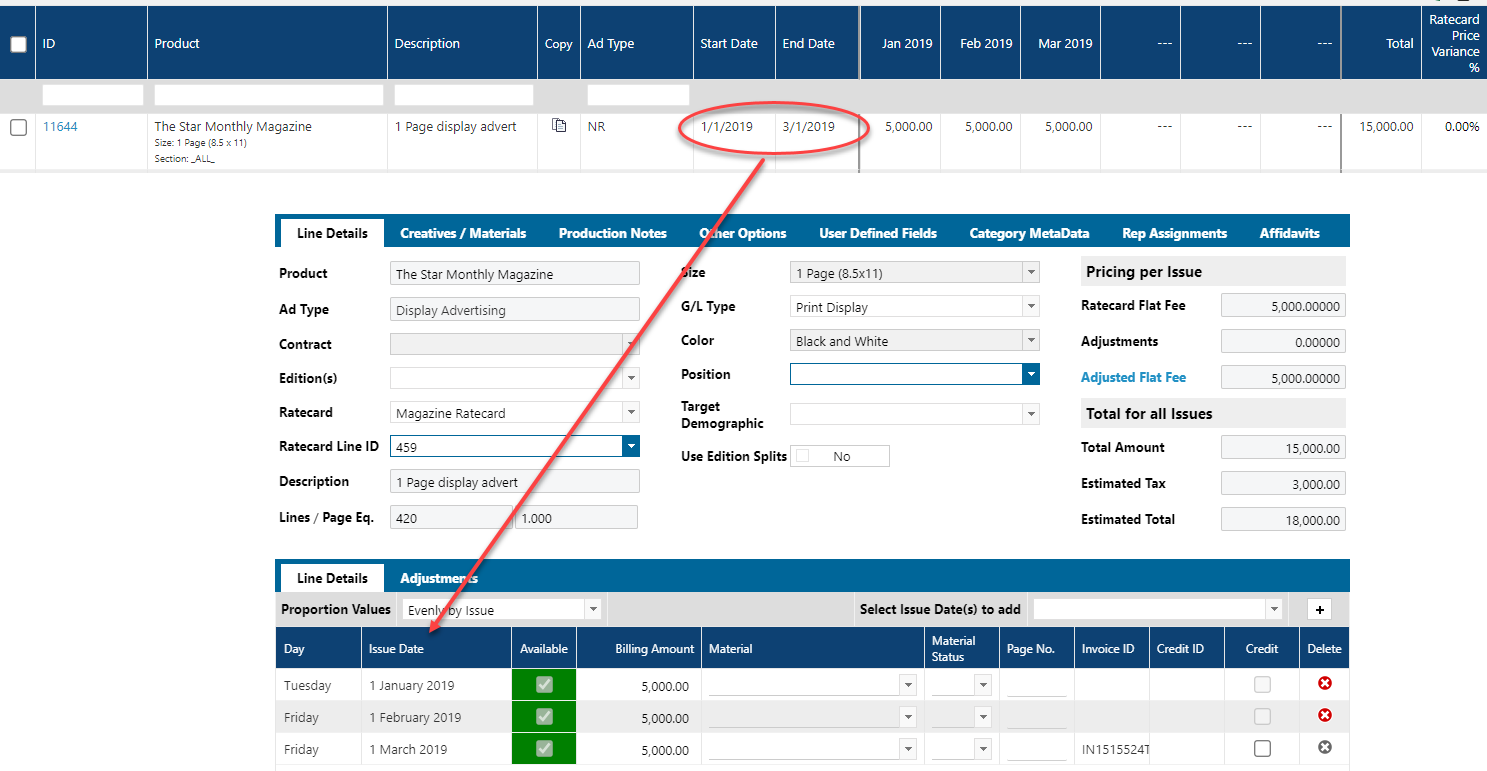 ID Product Description Copy Ad Type Start Date End Date Jan 2019 Feb 2019 Mar 2019 --- --- --- Total Ratecard Price Variance %
11644 The Star Monthly Magazine 1 Page display advert NR 1/1/2019 3/1/2019 5,000.00 5,000.00 5,000.00 --- --- --- 15,000.00 0.00%
Size: 1 Page (8.5 x 11)
Section: _ALL_
Line Details Creatives / Materials Production Notes Other Options User Defined Fields Category MetaData Rep Assignments Affidavits
Product The Star Monthly Magazine
Ad Type Display Advertising
Contract
Edition(s)
Ratecard Magazine Ratecard
Ratecard Line ID 459
Description 1 Page display advert
Lines / Page Eq. 420 1.000
Size 1 Page (8.5x11)
G/L Type Print Display
Color Black and White
Position
Target
Demographic
Use Edition Splits No
Pricing per Issue
Ratecard Flat Fee 5,000.00000
Adjustments 0.00000
Adjusted Flat Fee 5,000.00000
Total for all Issues
Total Amount 15,000.00
Estimated Tax 3,000.00
Estimated Total 18,000.00
Line Details Adjustments
Proportion Values Evenly by Issue Select Issue Date(s) to add +
Day Issue Date Available Billing Amount Material Material Status Page No. Invoice ID Credit ID Credit Delete
Tuesday 1 January 2019 5,000.00
Friday 1 February 2019 5,000.00
Friday 1 March 2019 5,000.00 IN1515524T